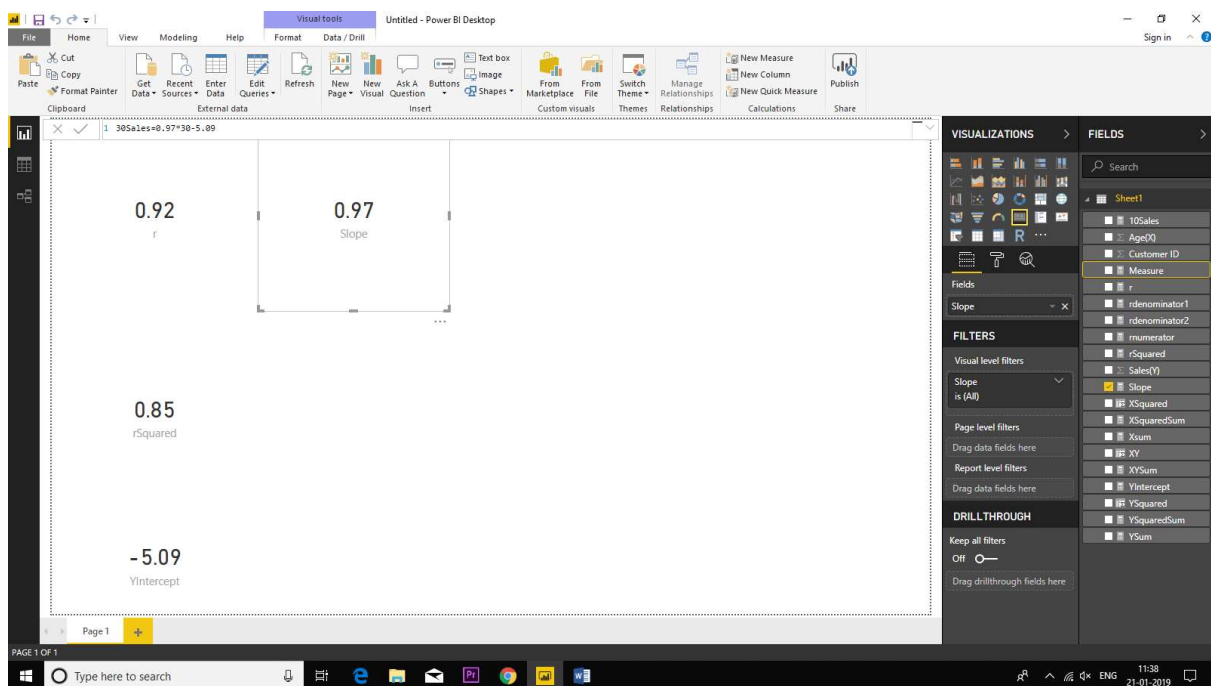 Visual tools
Untitled - Power BI Desktop
File Home View Modeling Help Format Data / Drill
Sign in
Paste
Cut
Copy
Format Painter
Clipboard
Get Data
Recent Sources
Enter Data
Edit Queries
External data
Refresh
New Page
New Visual
Ask A Question
Buttons
Text box
Image
Shapes
Insert
From Marketplace
From File
Custom visuals
Switch Theme
Themes
Manage Relationships
Relationships
New Measure
New Column
New Quick Measure
Calculations
Publish
Share
1 30Sales=0.97*30-5.09
0.92
r
0.97
Slope
0.85
rSquared
-5.09
YIntercept
VISUALIZATIONS
R
Fields
Slope
FILTERS
Visual level filters
Slope
is (All)
Page level filters
Drag data fields here
Report level filters
Drag data fields here
DRILLTHROUGH
Keep all filters
Off
Drag drillthrough fields here
FIELDS
Search
Sheet1
10Sales
Age(X)
Customer ID
Measure
r
rdenominator1
rdenominator2
rnumerator
rSquared
Sales(Y)
Slope
XSquared
XSquaredSum
Xsum
XY
XYSum
YIntercept
YSquared
YSquaredSum
YSum
Page 1
PAGE 1 OF 1
Type here to search
Pr
ENG
11:38
21-01-2019